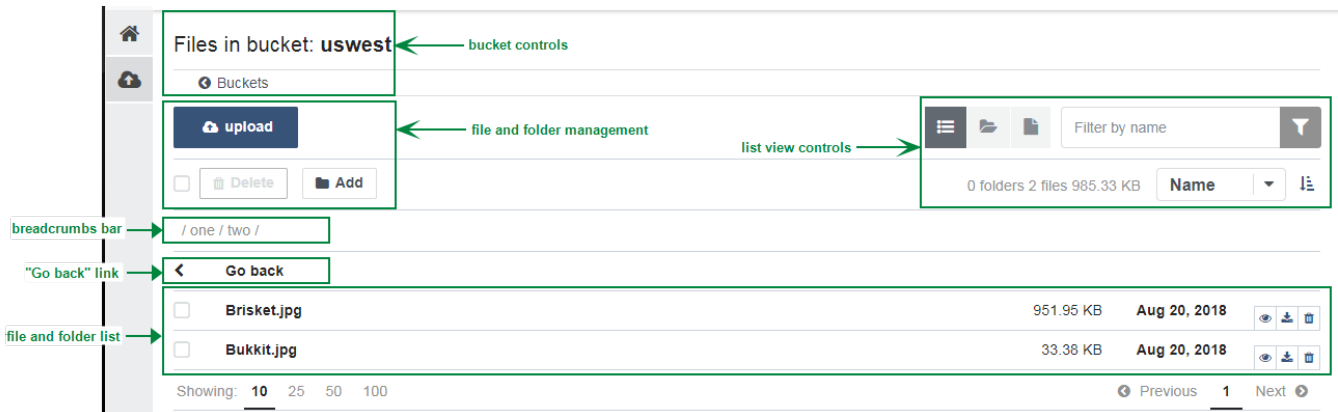 Files in bucket: uswest
bucket controls
Buckets
upload
file and folder management
list view controls
Filter by name
Delete
Add
0 folders 2 files 985.33 KB
Name
breadcrumbs bar
/ one / two /
"Go back" link
Go back
file and folder list
Brisket.jpg 951.95 KB Aug 20, 2018
Bukkit.jpg 33.38 KB Aug 20, 2018
Showing: 10 25 50 100
Previous 1 Next